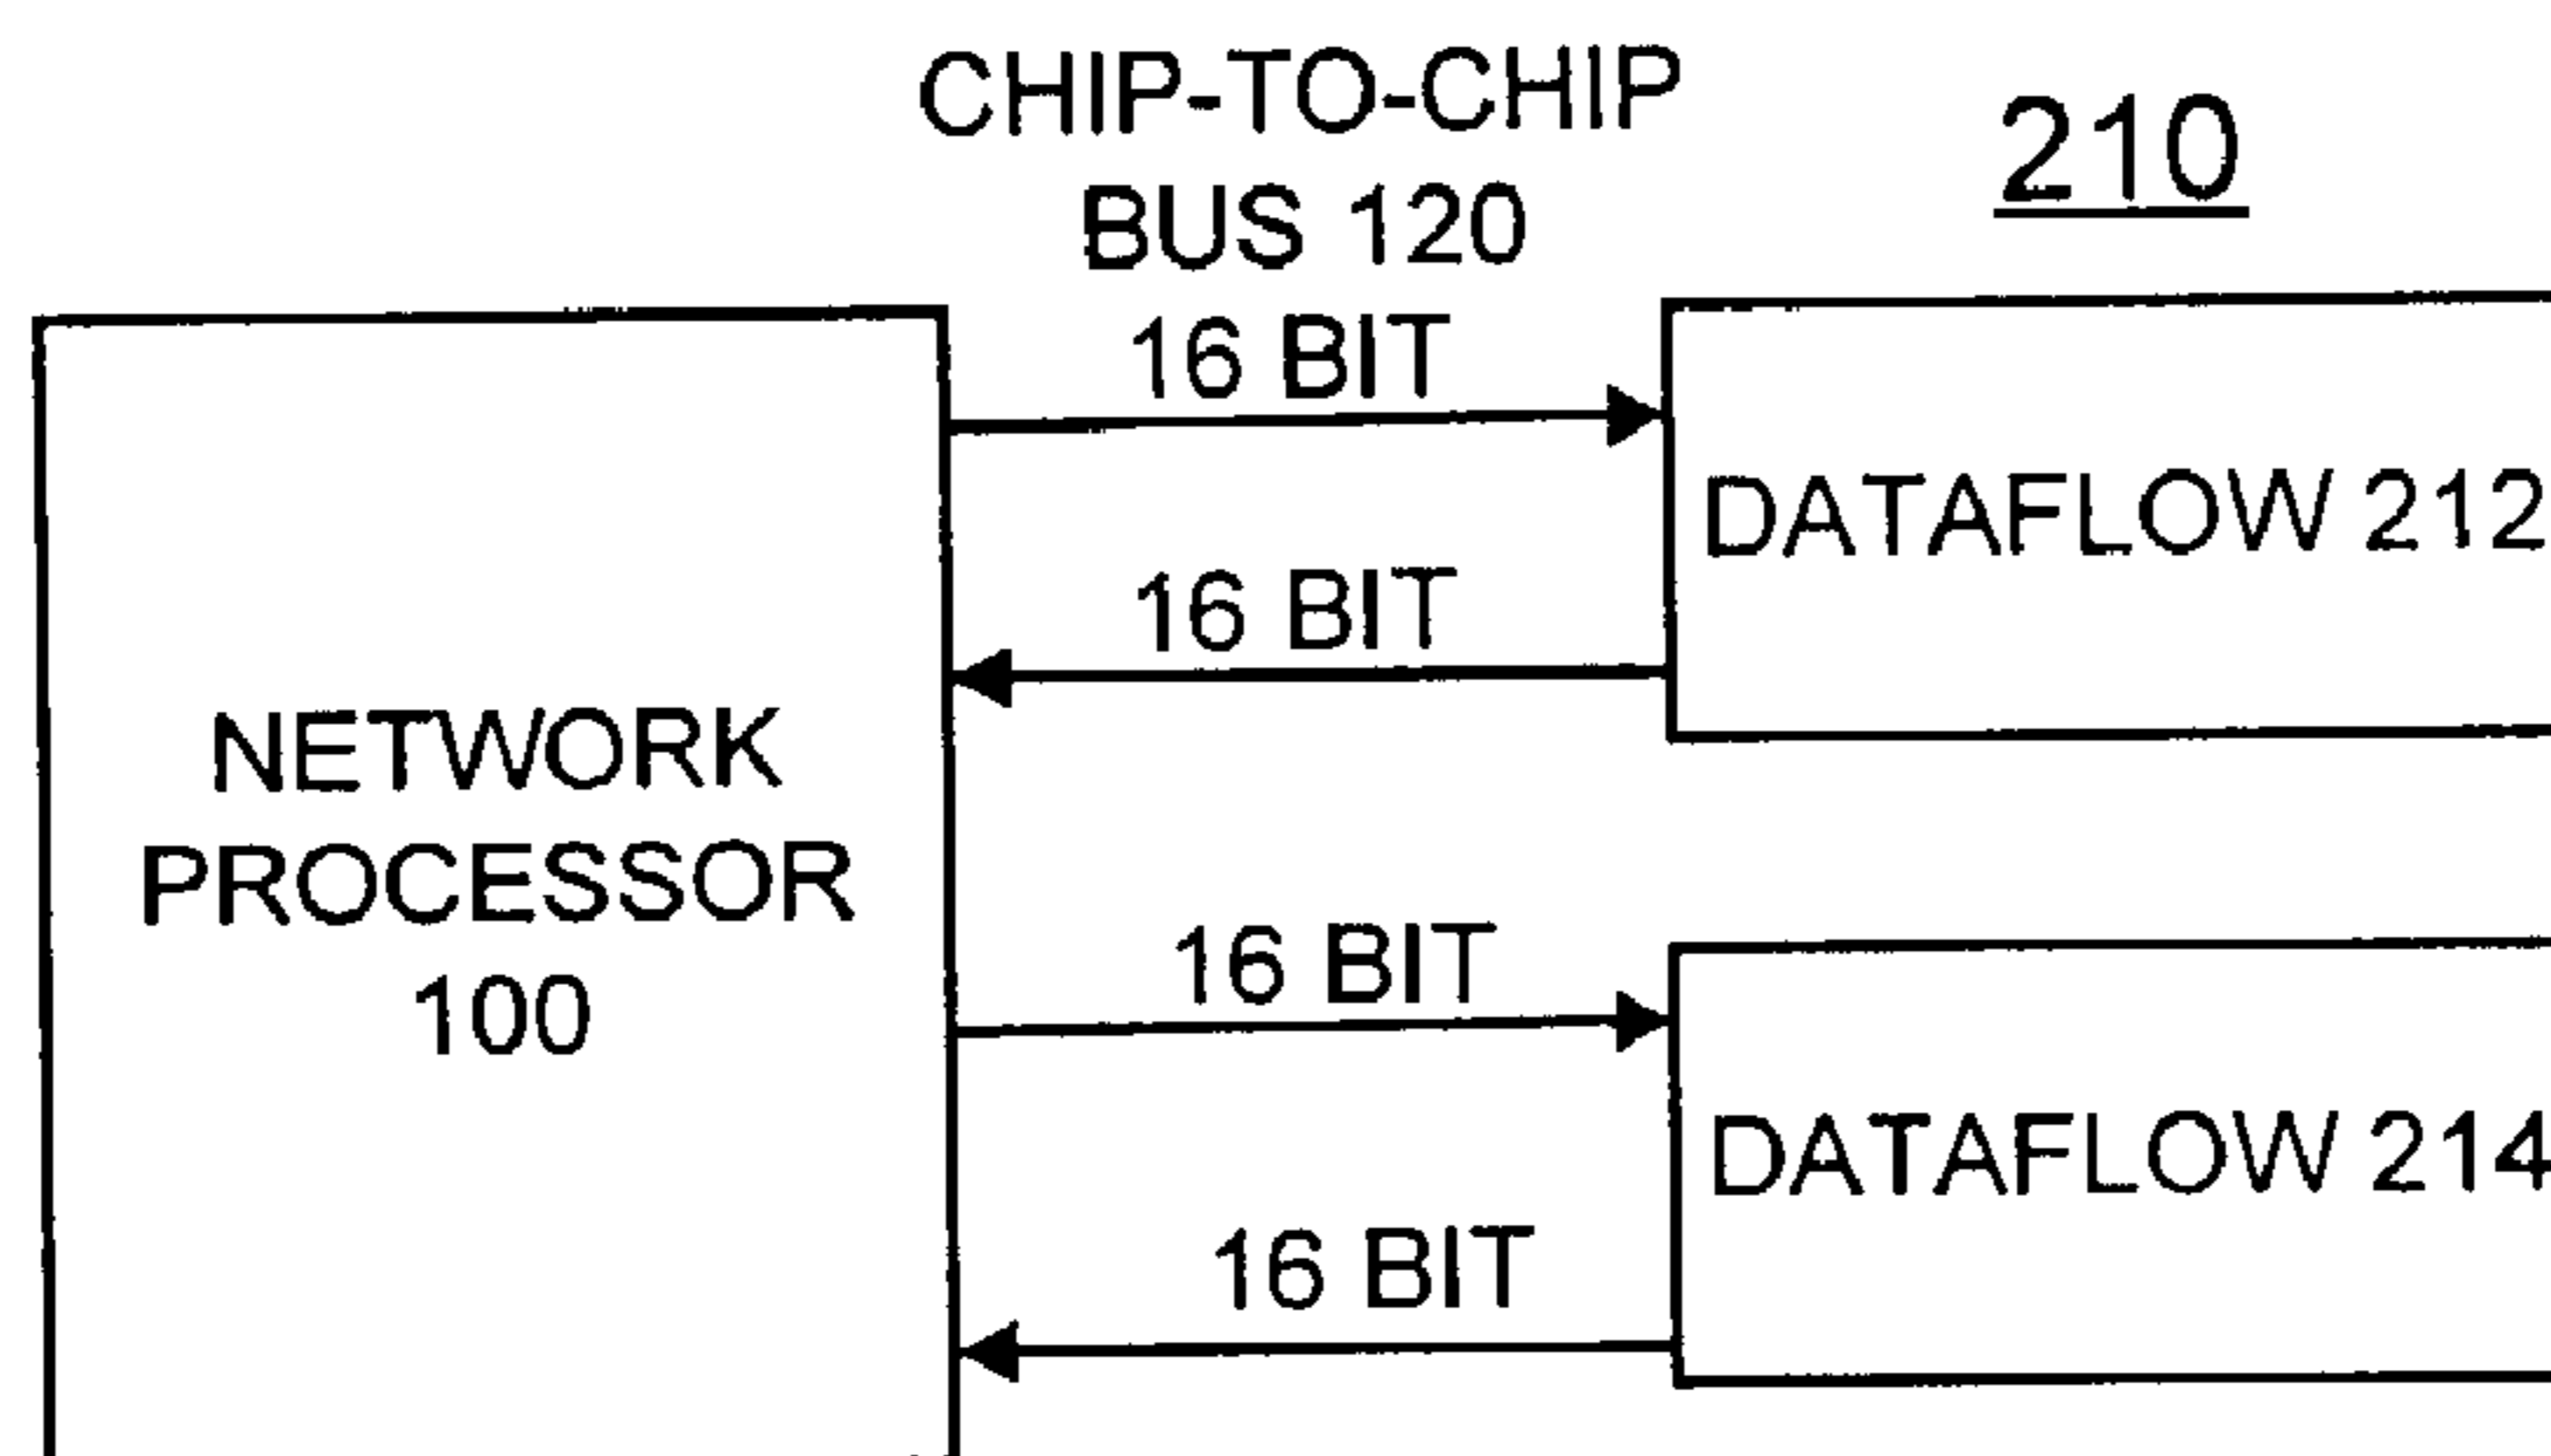 CHIP-TO-CHIP
BUS 120
210
16 BIT
DATAFLOW 212
16 BIT
NETWORK
PROCESSOR
100
16 BIT
DATAFLOW 214
16 BIT